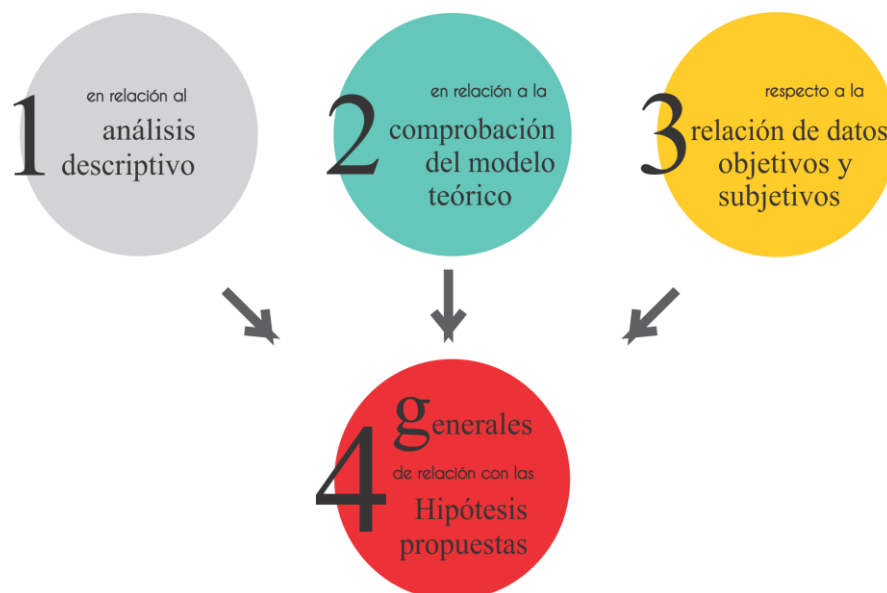 1
en relación al
análisis
descriptivo
2
en relación a la
comprobación
del modelo
teórico
3
respecto a la
relación de datos
objetivos y
subjetivos
4
generales
de relación con las
Hipótesis
propuestas